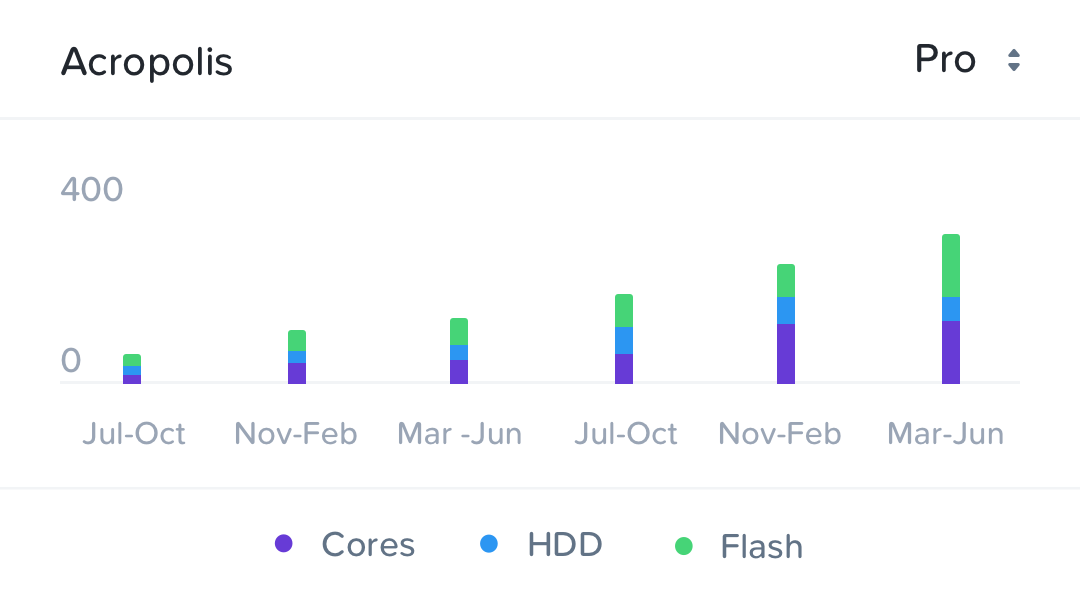 Acropolis Pro
400
0
Jul-Oct Nov-Feb Mar -Jun Jul-Oct Nov-Feb Mar-Jun
Cores HDD Flash